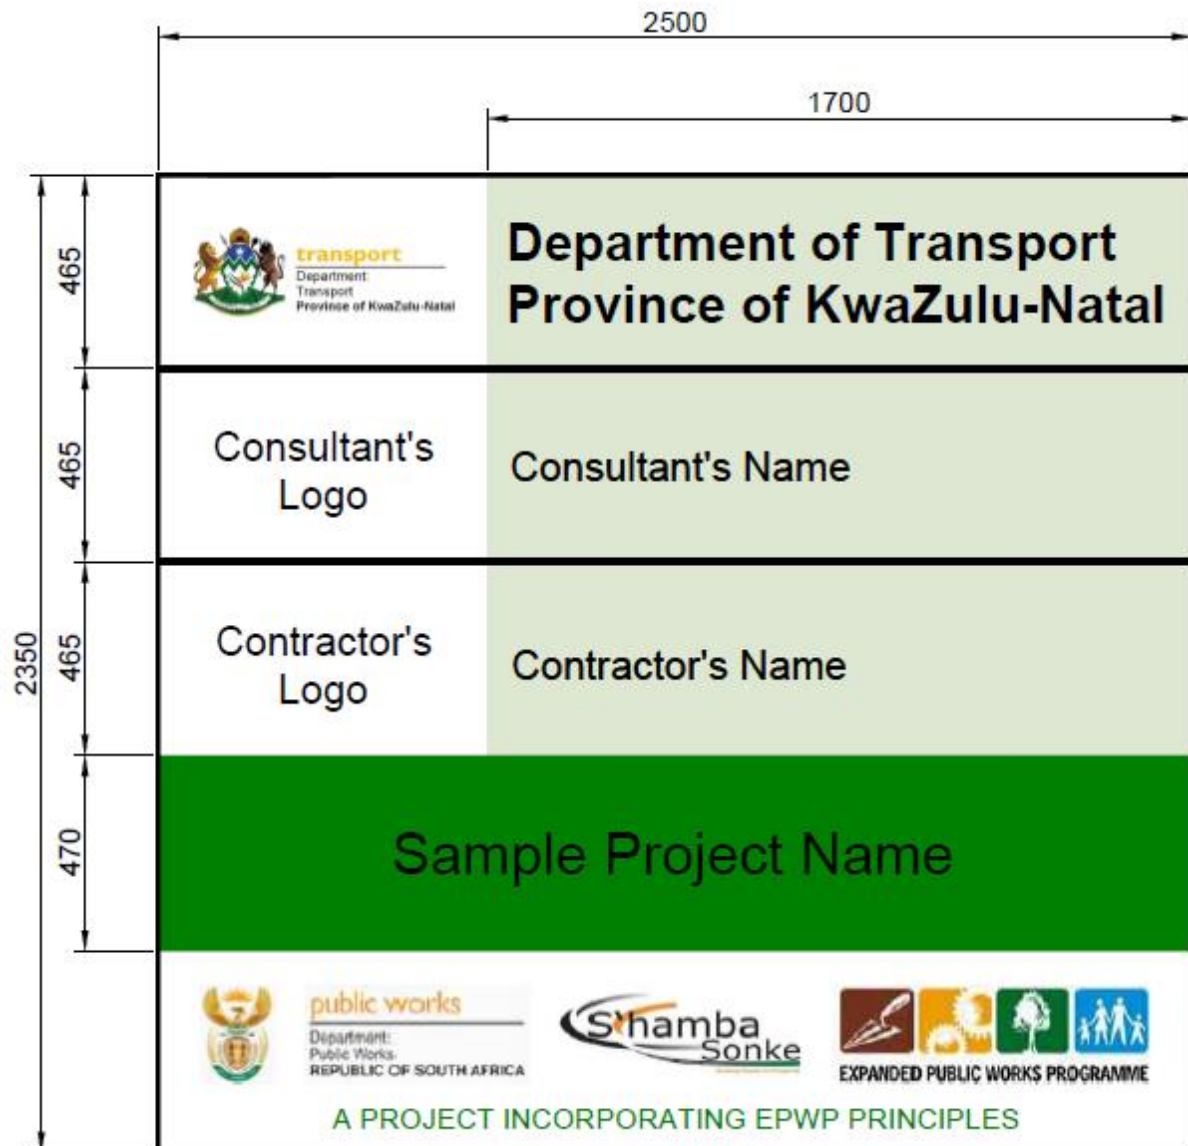 2500
1700
465
transport
Department
Transport
Province of KwaZulu-Natal
Department of Transport
Province of KwaZulu-Natal
465
Consultant's
Logo
Consultant's Name
2350
465
Contractor's
Logo
Contractor's Name
470
Sample Project Name
public works
Department:
Public Works
REPUBLIC OF SOUTH AFRICA
S'hamba
Sonke
EXPANDED PUBLIC WORKS PROGRAMME
A PROJECT INCORPORATING EPWP PRINCIPLES